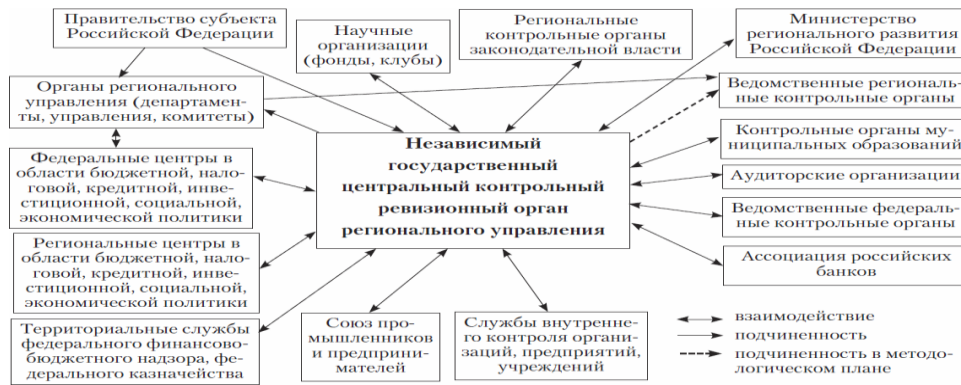 Правительство субъекта
Российской Федерации
Научные
организации
(фонды, клубы)
Региональные
контрольные органы
законодательной власти
Министерство
регионального развития
Российской Федерации
Органы регионального
управления (департамен-
ты, управления, комитеты)
Ведомственные региональ-
ные контрольные органы
Федеральные центры в
области бюджетной, нало-
говой, кредитной, инве-
стиционной, социальной,
экономической политики
Независимый
государственный
центральный контрольный
ревизионный орган
регионального управления
Контрольные органы му-
ниципальных образований
Аудиторские организации
Ведомственные федераль-
ные контрольные органы
Региональные центры в
области бюджетной, нало-
говой, кредитной, инве-
стиционной, социальной,
экономической политики
Ассоциация российских
банков
Территориальные службы
федерального финансово-
бюджетного надзора, фе-
дерального казначейства
Союз про-
мышленников
и предприни-
мателей
Службы внутренне-
го контроля органи-
заций, предприятий,
учреждений
взаимодействие
подчиненность
подчиненность в методо-
логическом плане